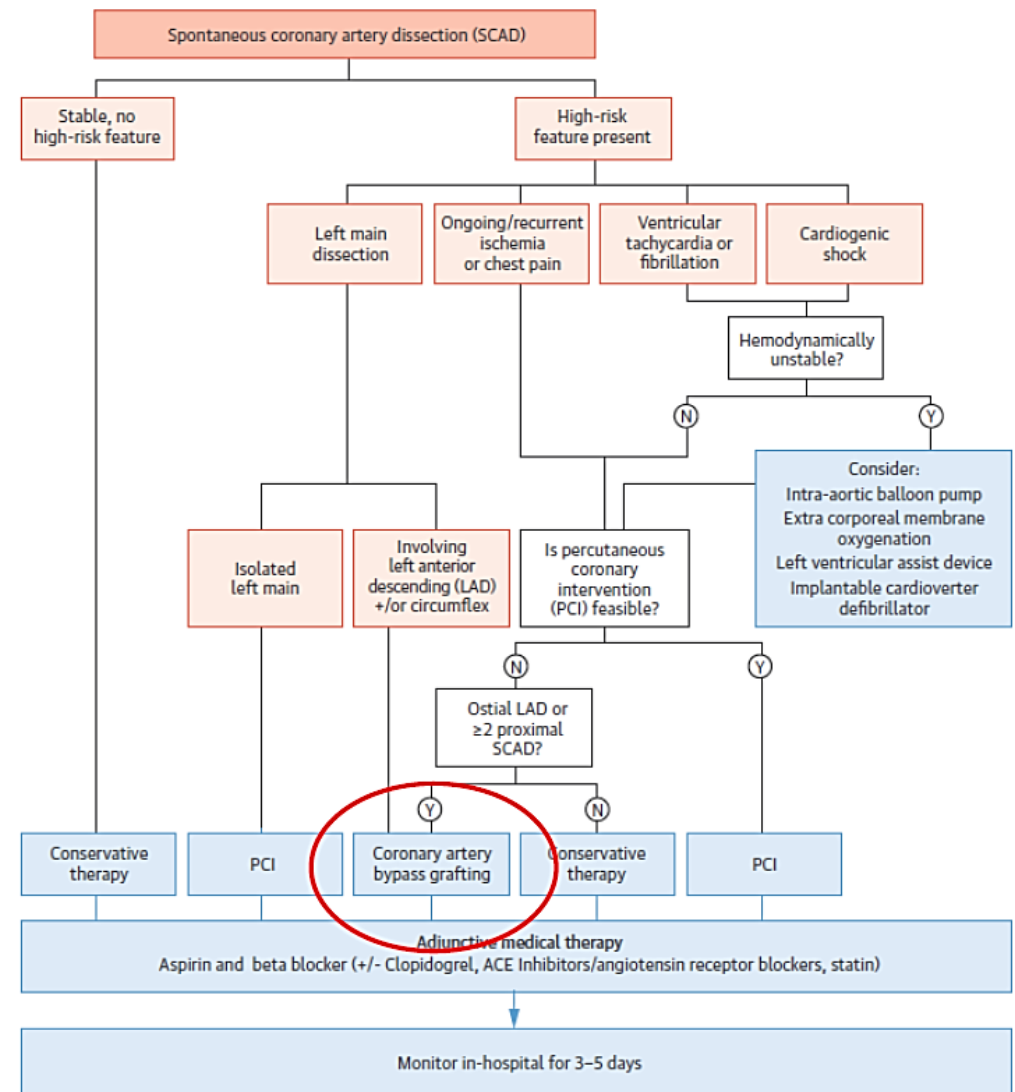 Spontaneous coronary artery dissection (SCAD)
Stable, no
high-risk feature
High-risk
feature present
Left main
dissection
Ongoing/recurrent
ischemia
or chest pain
Ventricular
tachycardia or
fibrillation
Cardiogenic
shock
Hemodynamically
unstable?
N
Y
Consider:
Intra-aortic balloon pump
Extra corporeal membrane
oxygenation
Left ventricular assist device
Implantable cardioverter
defibrillator
Isolated
left main
Involving
left anterior
descending (LAD)
+/or circumflex
Is percutaneous
coronary
intervention
(PCI) feasible?
N
Y
Ostial LAD or
≥2 proximal
SCAD?
Y
N
Conservative
therapy
PCI
Coronary artery
bypass grafting
Conservative
therapy
PCI
Adjunctive medical therapy
Aspirin and beta blocker (+/- Clopidogrel, ACE Inhibitors/angiotensin receptor blockers, statin)
Monitor in-hospital for 3–5 days